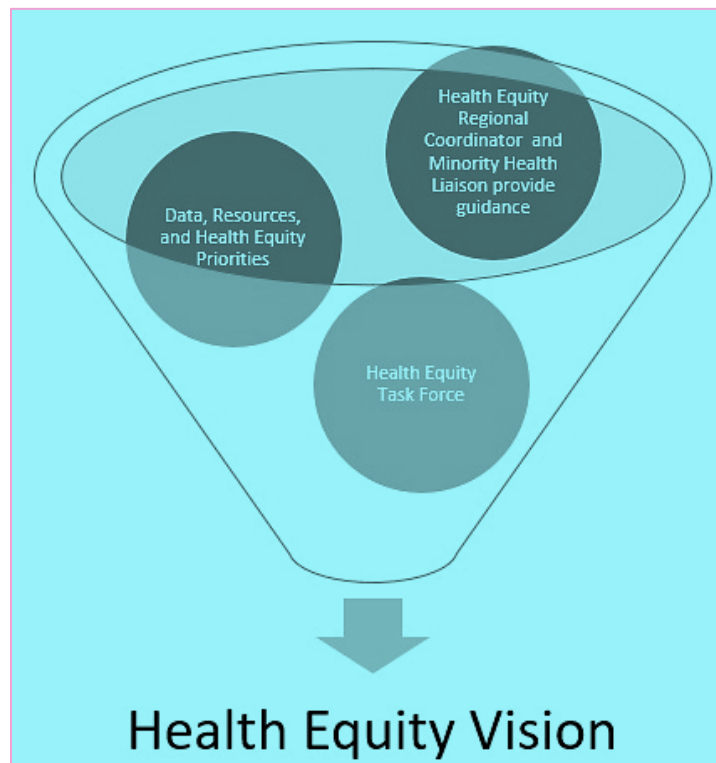 Health Equity
Regional
Coordinator and
Minority Health
Liaison provide
guidance
Data, Resources,
and Health Equity
Priorities
Health Equity
Task Force
Health Equity Vision